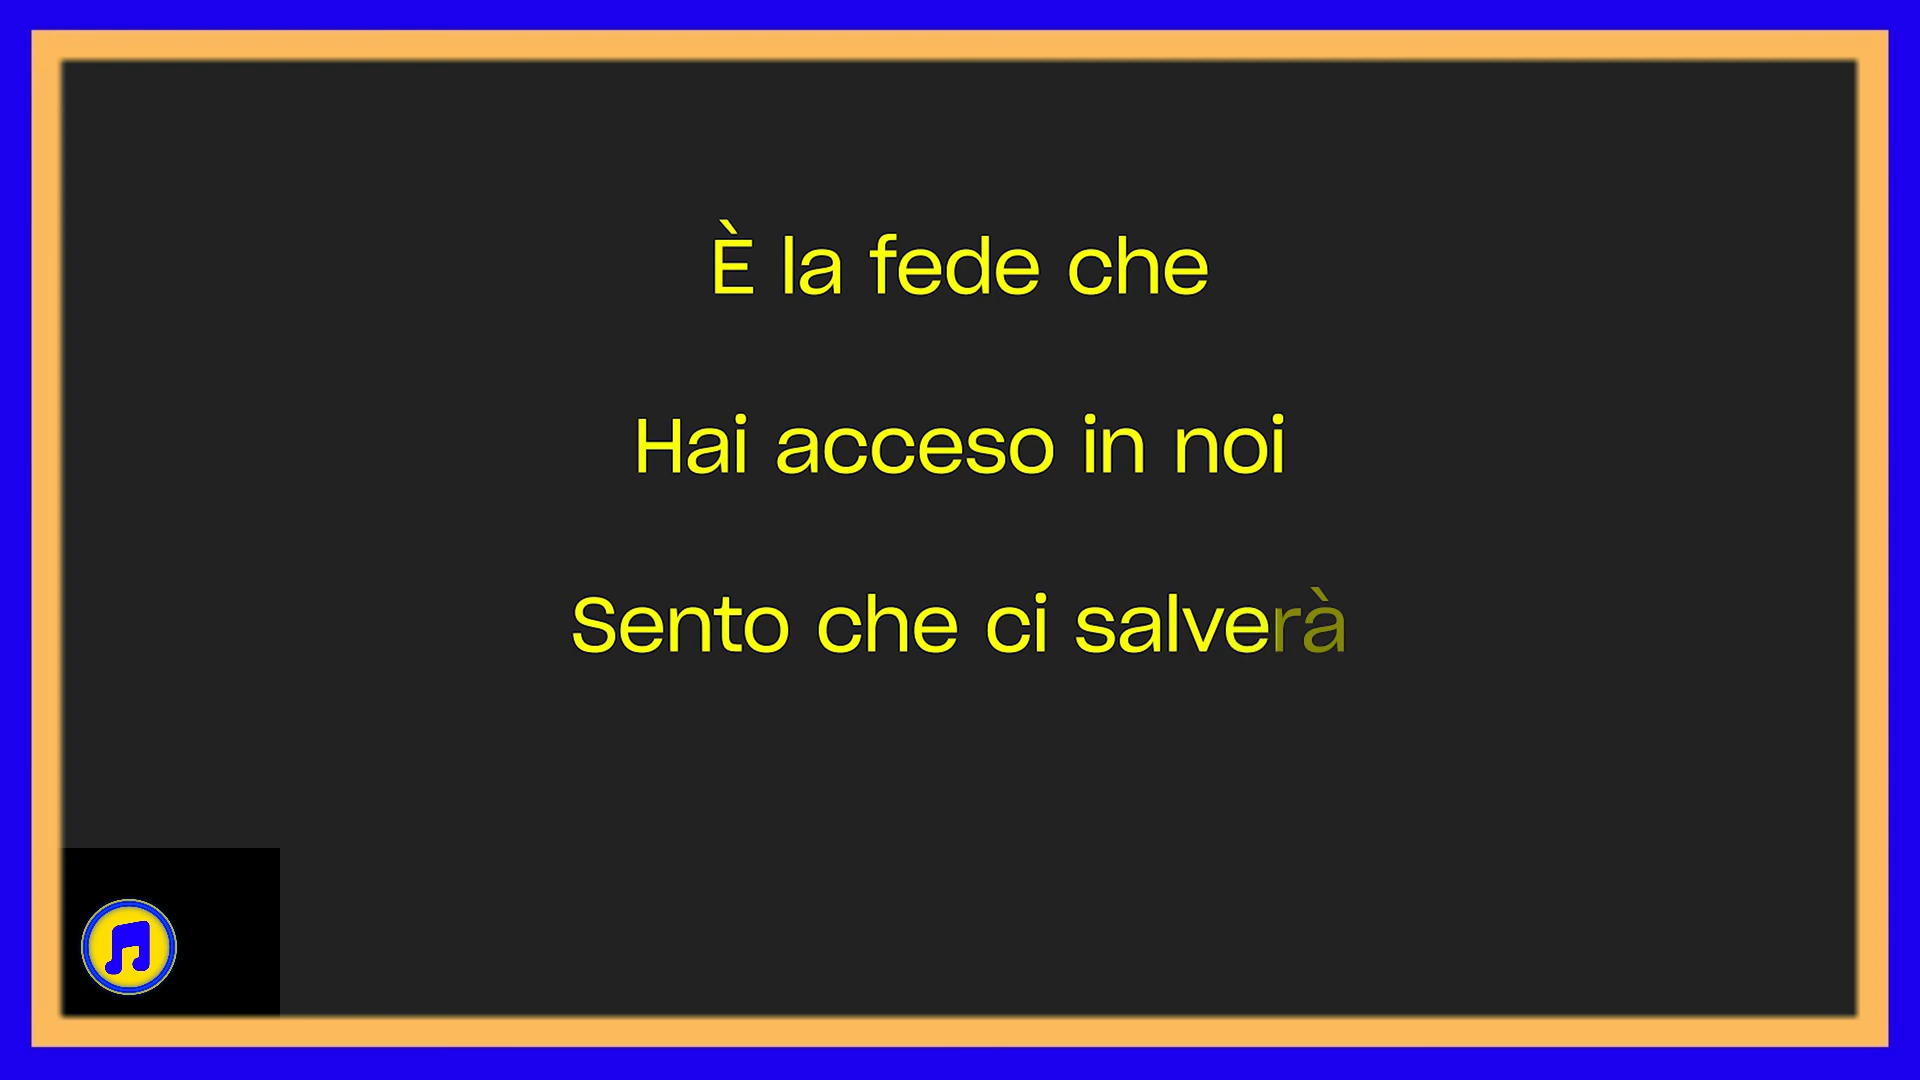 È la fede che
Hai acceso in noi
Sento che ci salverà